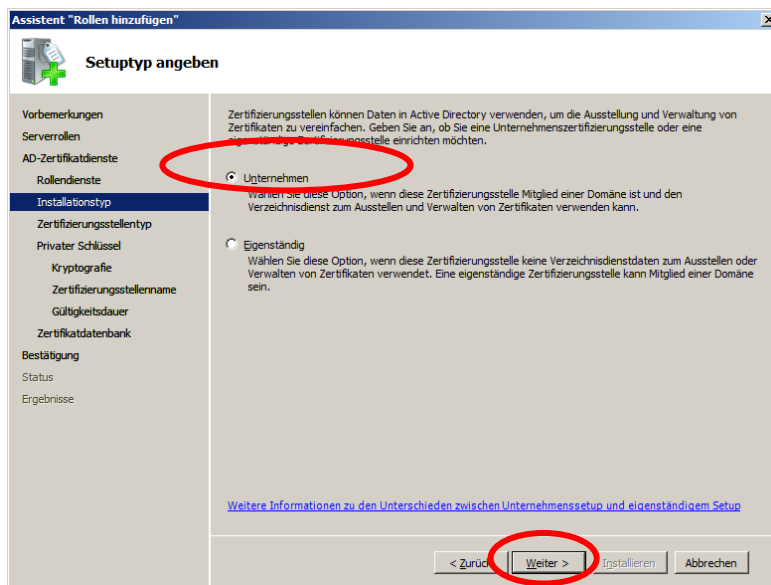 Assistent "Rollen hinzufügen"
Setuptyp angeben
Vorbemerkungen
Serverrollen
AD-Zertifikatdienste
Rollendienste
Installationstyp
Zertifizierungsstellentyp
Privater Schlüssel
Kryptografie
Zertifizierungsstellenname
Gültigkeitsdauer
Zertifikatdatenbank
Bestätigung
Status
Ergebnisse
Zertifizierungsstellen können Daten in Active Directory verwenden, um die Ausstellung und Verwaltung von
Zertifikaten zu vereinfachen. Geben Sie an, ob Sie eine Unternehmenszertifizierungsstelle oder eine
eigenständige Zertifizierungsstelle einrichten möchten.
Unternehmen
Wählen Sie diese Option, wenn diese Zertifizierungsstelle Mitglied einer Domäne ist und den
Verzeichnisdienst zum Ausstellen und Verwalten von Zertifikaten verwenden kann.
Eigenständig
Wählen Sie diese Option, wenn diese Zertifizierungsstelle keine Verzeichnisdienstdaten zum Ausstellen oder
Verwalten von Zertifikaten verwendet. Eine eigenständige Zertifizierungsstelle kann Mitglied einer Domäne
sein.
Weitere Informationen zu den Unterschieden zwischen Unternehmenssetup und eigenständigem Setup
< Zurück
Weiter >
Installieren
Abbrechen